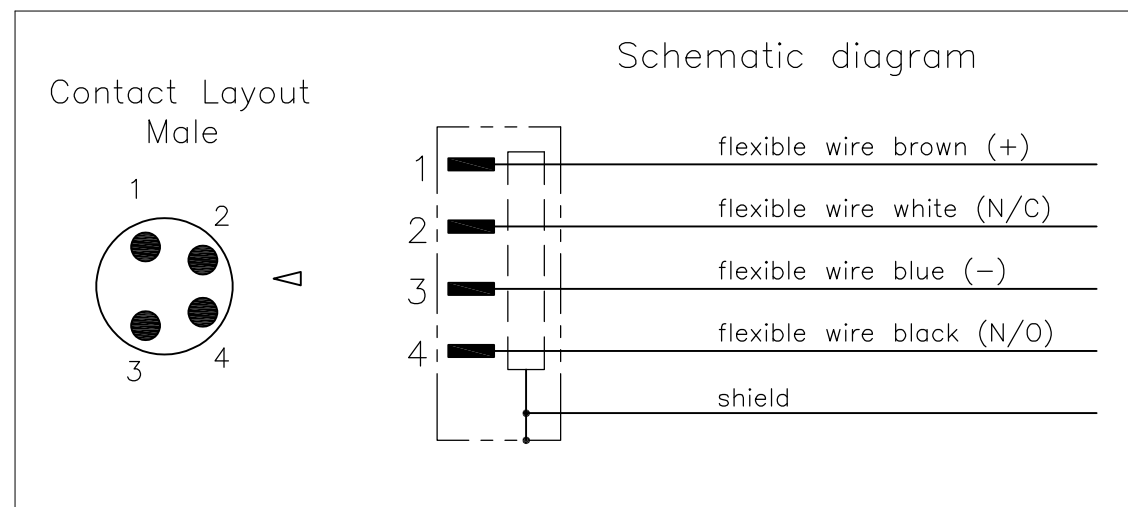 Schematic diagram
Contact Layout
Male
1
2
3
4
1
flexible wire brown (+)
2
flexible wire white (N/C)
3
flexible wire blue (-)
4
flexible wire black (N/O)
shield